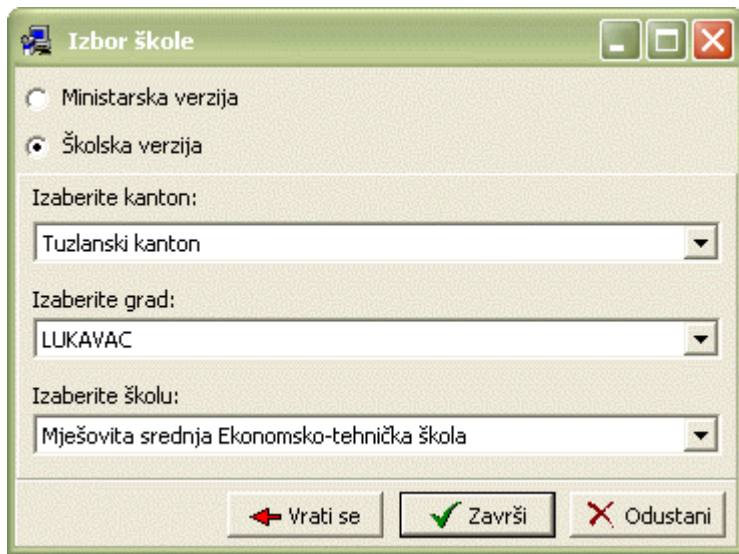 Izbor škole
Ministarska verzija
Školska verzija
Izaberite kanton:
Tuzlanski kanton
Izaberite grad:
LUKAVAC
Izaberite školu:
Mješovita srednja Ekonomsko-tehnička škola
Vrati se Završi Odustani